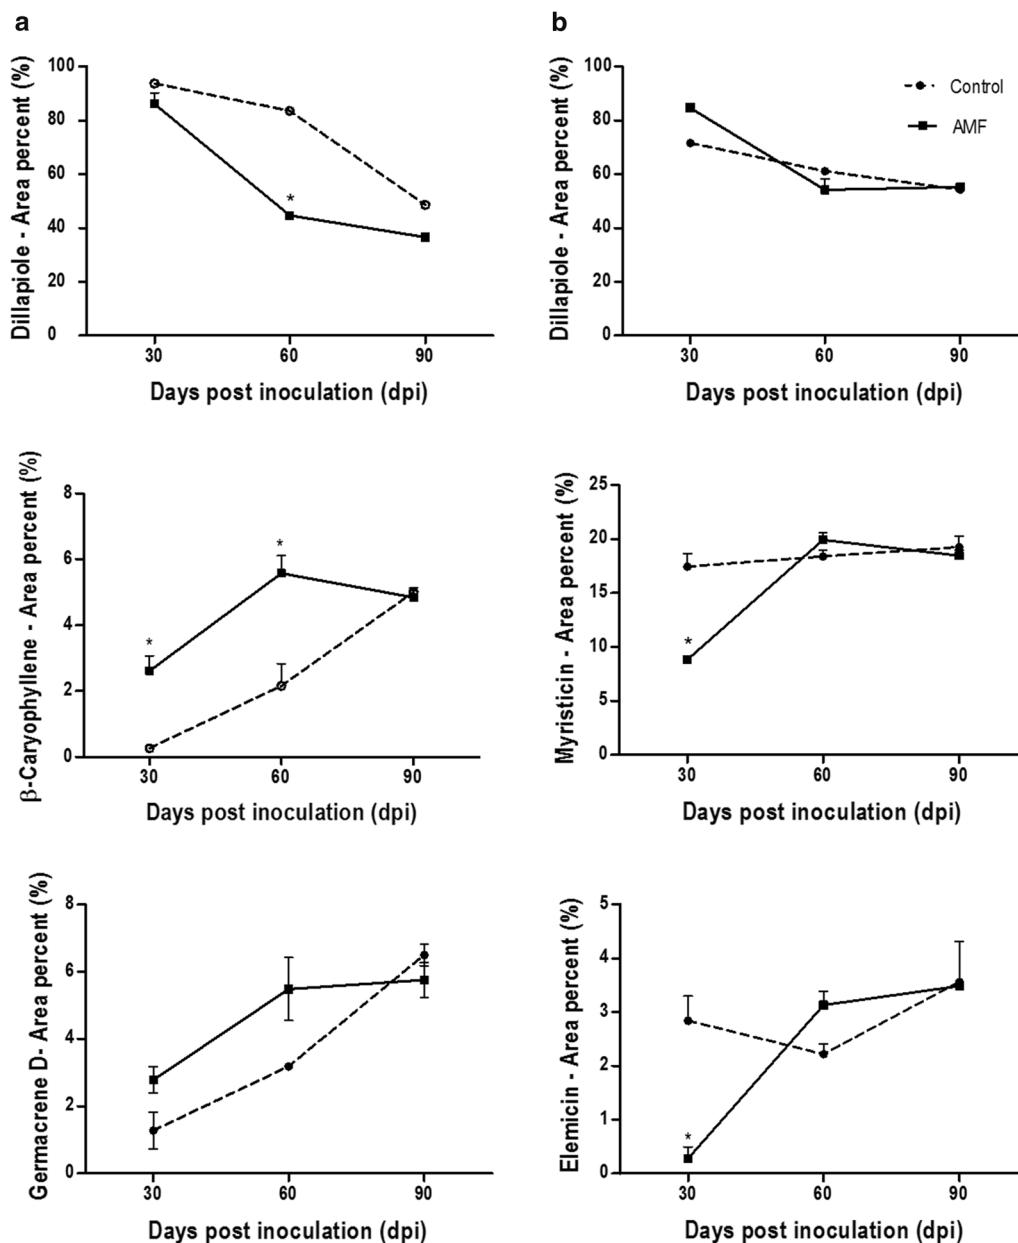 a
b
Dillapiole - Area percent (%)
100
80
60
40
20
0
*
30 60 90
Days post inoculation (dpi)
Dillapiole - Area percent (%)
100
80
60
40
20
0
Control
AMF
30 60 90
Days post inoculation (dpi)
β-Caryophyllene - Area percent (%)
8
6
4
2
0
*
*
30 60 90
Days post inoculation (dpi)
Myristicin - Area percent (%)
25
20
15
10
5
0
*
30 60 90
Days post inoculation (dpi)
Germacrene D- Area percent (%)
8
6
4
2
0
30 60 90
Days post inoculation (dpi)
Elemicin - Area percent (%)
5
4
3
2
1
0
*
30 60 90
Days post inoculation (dpi)